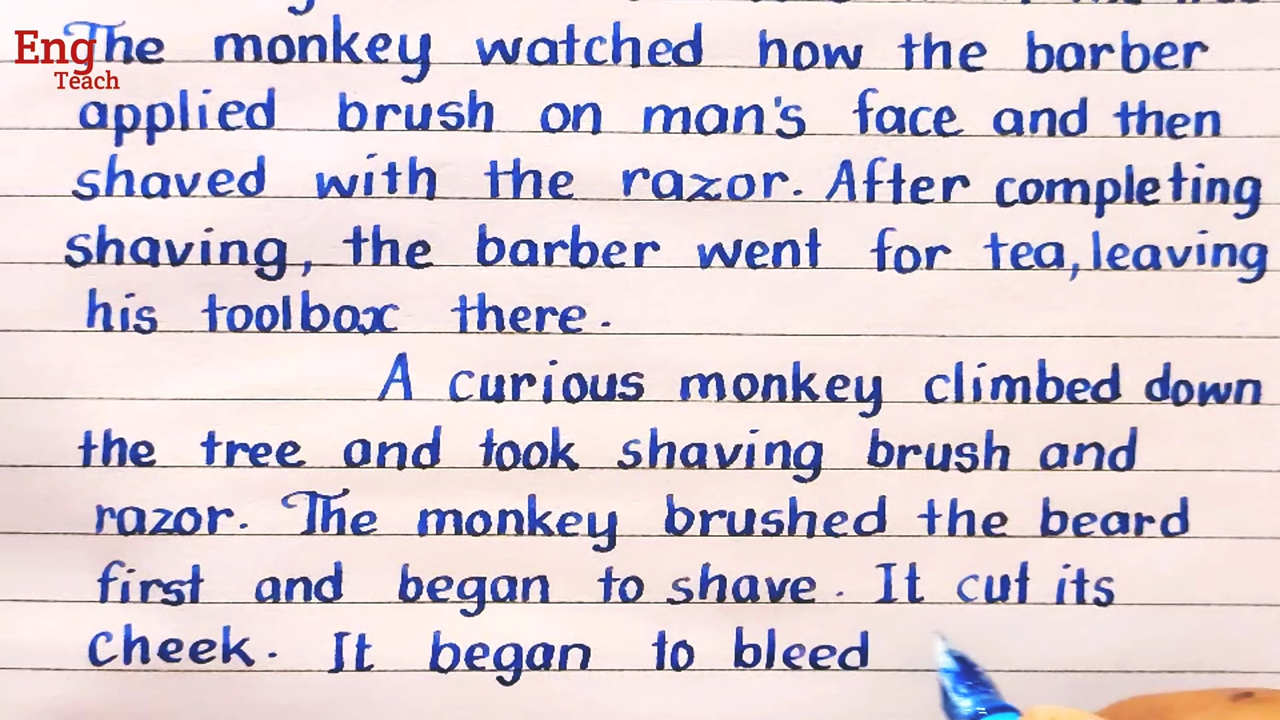 Eng
Teach
The monkey watched how the barber
applied brush on man's face and then
shaved with the razor. After completing
shaving, the barber went for tea, leaving
his toolbox there.
A curious monkey climbed down
the tree and took shaving brush and
razor. The monkey brushed the beard
first and began to shave. It cut its
cheek. It began to bleed